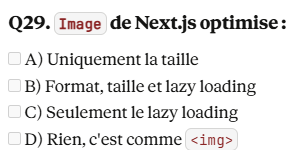 Q29. Image de Next.js optimise :
A) Uniquement la taille
B) Format, taille et lazy loading
C) Seulement le lazy loading
D) Rien, c'est comme <img>